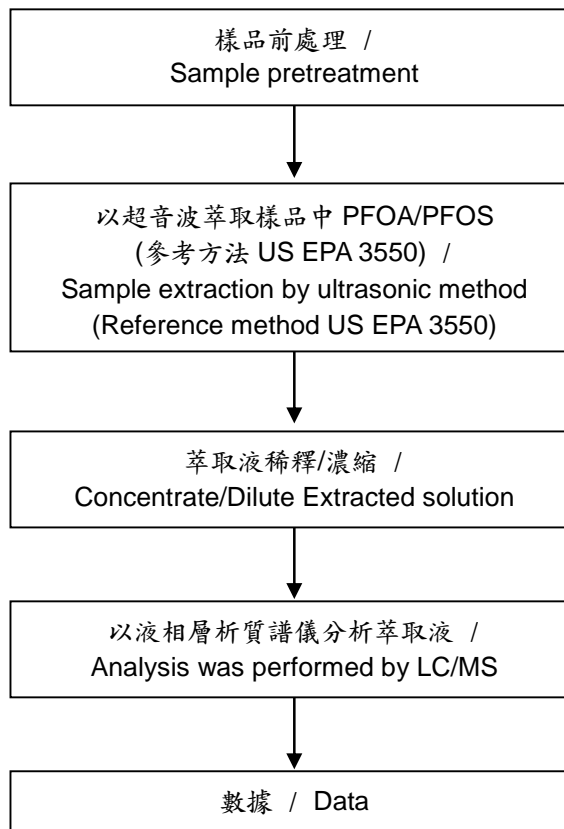 樣品前處理 /
Sample pretreatment
以超音波萃取樣品中 PFOA/PFOS
(參考方法 US EPA 3550) /
Sample extraction by ultrasonic method
(Reference method US EPA 3550)
萃取液稀釋/濃縮 /
Concentrate/Dilute Extracted solution
以液相層析質譜儀分析萃取液 /
Analysis was performed by LC/MS
數據 / Data